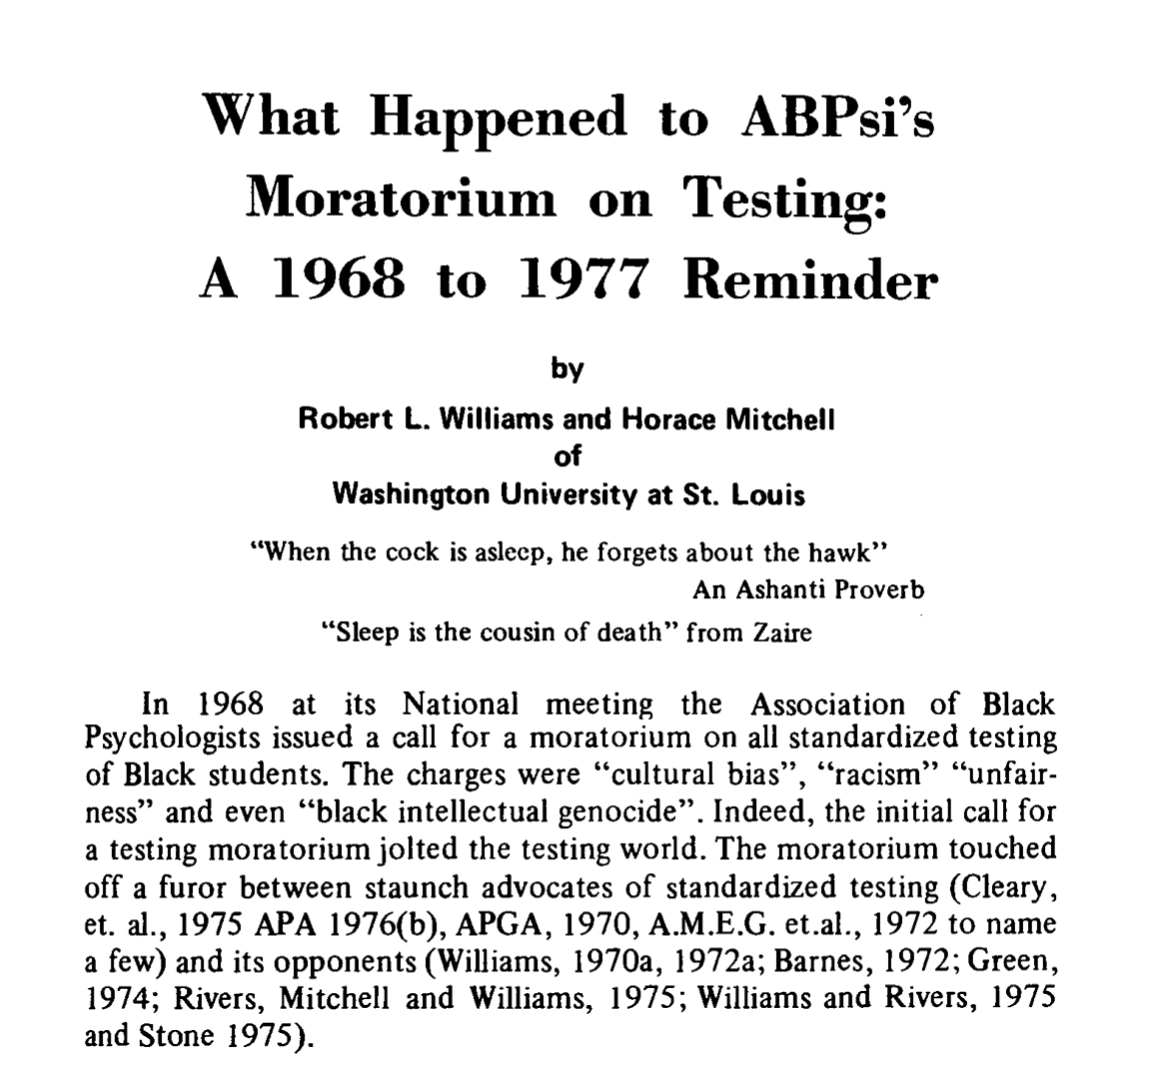 What Happened to ABPsi's
Moratorium on Testing:
A 1968 to 1977 Reminder
by
Robert L. Williams and Horace Mitchell
of
Washington University at St. Louis
“When the cock is asleep, he forgets about the hawk”
An Ashanti Proverb
“Sleep is the cousin of death” from Zaire
In 1968 at its National meeting the Association of Black
Psychologists issued a call for a moratorium on all standardized testing
of Black students. The charges were “cultural bias”, “racism” “unfair-
ness” and even “black intellectual genocide”. Indeed, the initial call for
a testing moratorium jolted the testing world. The moratorium touched
off a furor between staunch advocates of standardized testing (Cleary,
et. al., 1975 APA 1976(b), APGA, 1970, A.M.E.G. et.al., 1972 to name
a few) and its opponents (Williams, 1970a, 1972a; Barnes, 1972; Green,
1974; Rivers, Mitchell and Williams, 1975; Williams and Rivers, 1975
and Stone 1975).